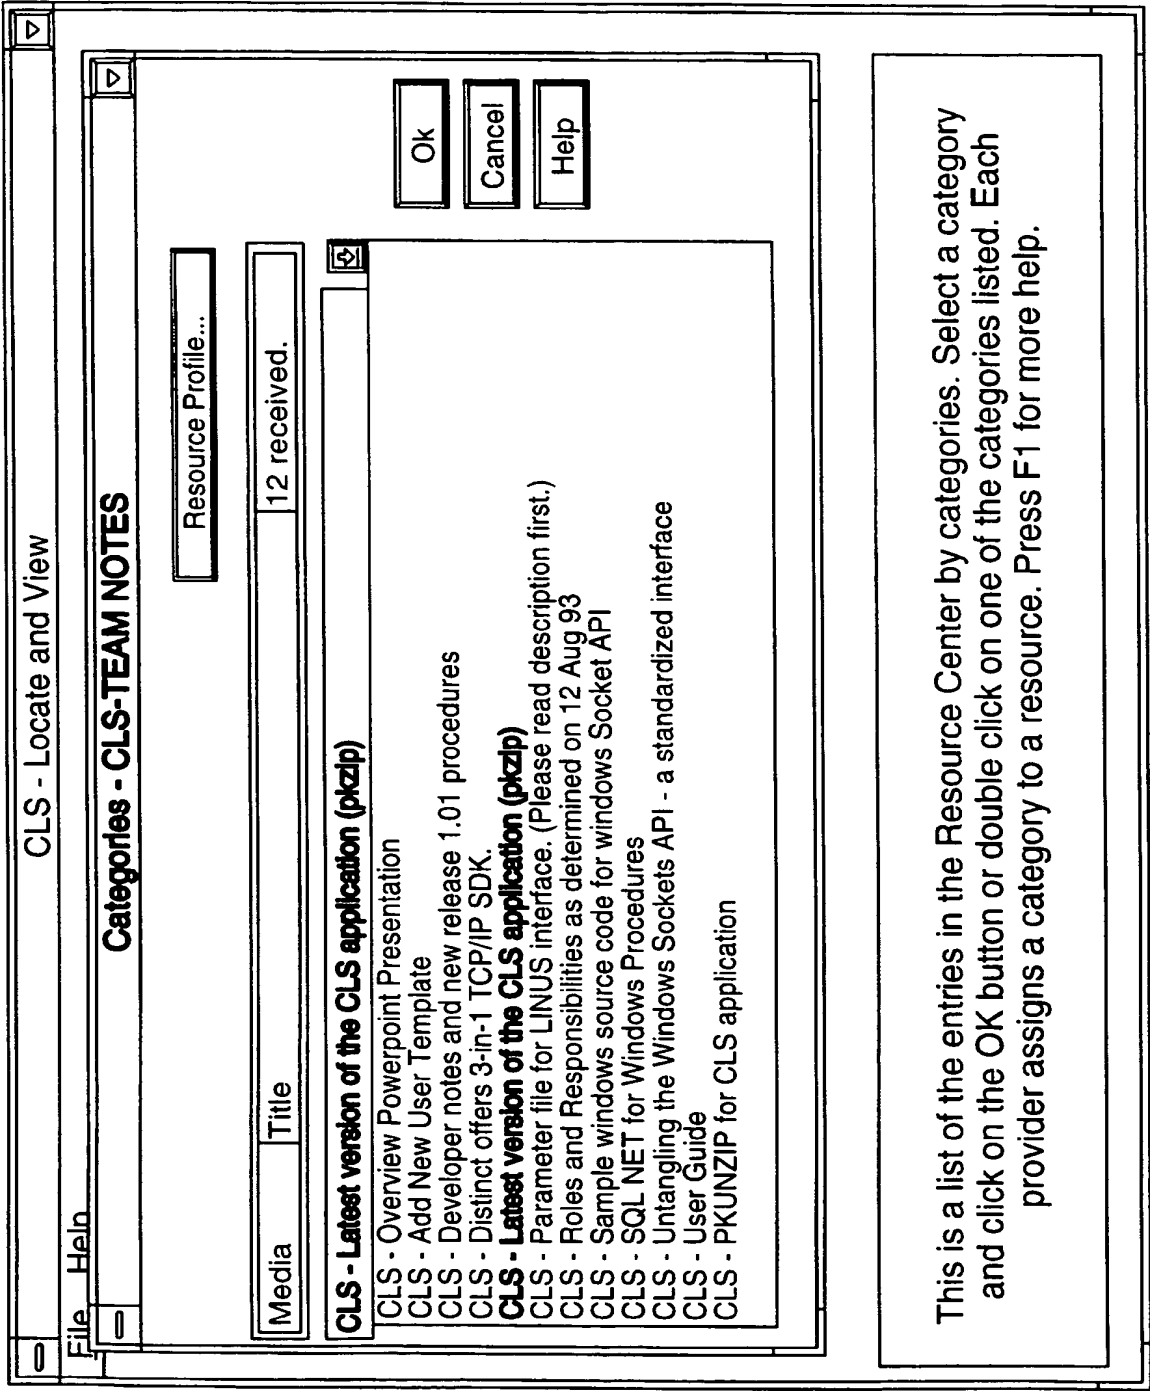 CLS - Locate and View
File Help
Categories - CLS-TEAM NOTES
Resource Profile...
Media Title 12 received.
CLS - Latest version of the CLS application (pkzip)
CLS - Overview Powerpoint Presentation
CLS - Add New User Template
CLS - Developer notes and new release 1.01 procedures
CLS - Distinct offers 3-in-1 TCP/IP SDK.
CLS - Latest version of the CLS application (pkzip)
CLS - Parameter file for LINUS interface. (Please read description first.)
CLS - Roles and Responsibilities as determined on 12 Aug 93
CLS - Sample windows source code for windows Socket API
CLS - SQL NET for Windows Procedures
CLS - Untangling the Windows Sockets API - a standardized interface
CLS - User Guide
CLS - PKUNZIP for CLS application
Ok
Cancel
Help
This is a list of the entries in the Resource Center by categories. Select a category
and click on the OK button or double click on one of the categories listed. Each
provider assigns a category to a resource. Press F1 for more help.